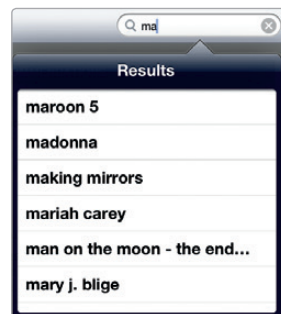 ma
Results
maroon 5
madonna
making mirrors
mariah carey
man on the moon - the end...
mary j. blige